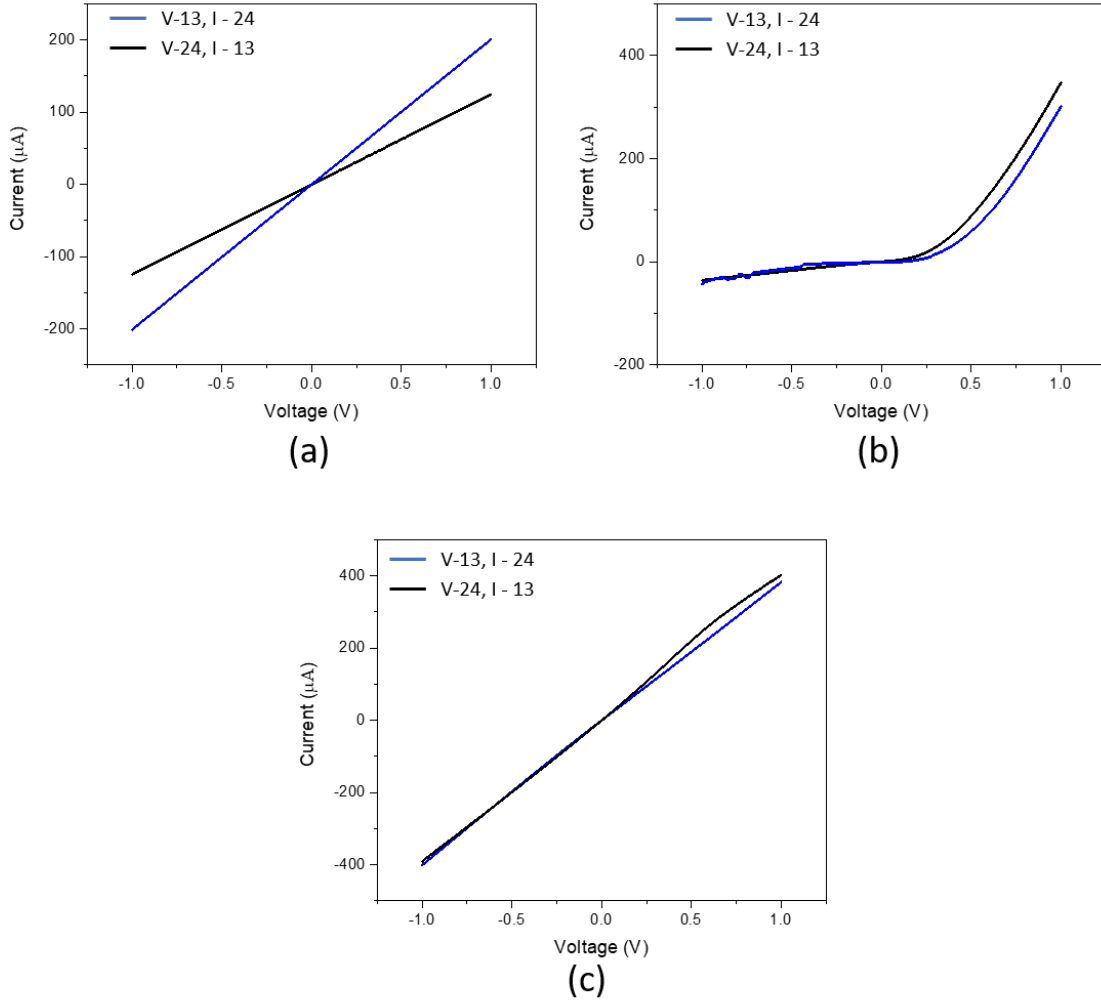 V-13, I - 24
V-24, I - 13
200
100
0
-100
-200
Current (μA)
-1.0 -0.5 0.0 0.5 1.0
Voltage (V)
(a)
V-13, I - 24
V-24, I - 13
400
200
0
-200
Current (μA)
-1.0 -0.5 0.0 0.5 1.0
Voltage (V)
(b)
V-13, I - 24
V-24, I - 13
400
200
0
-200
-400
Current (μA)
-1.0 -0.5 0.0 0.5 1.0
Voltage (V)
(c)